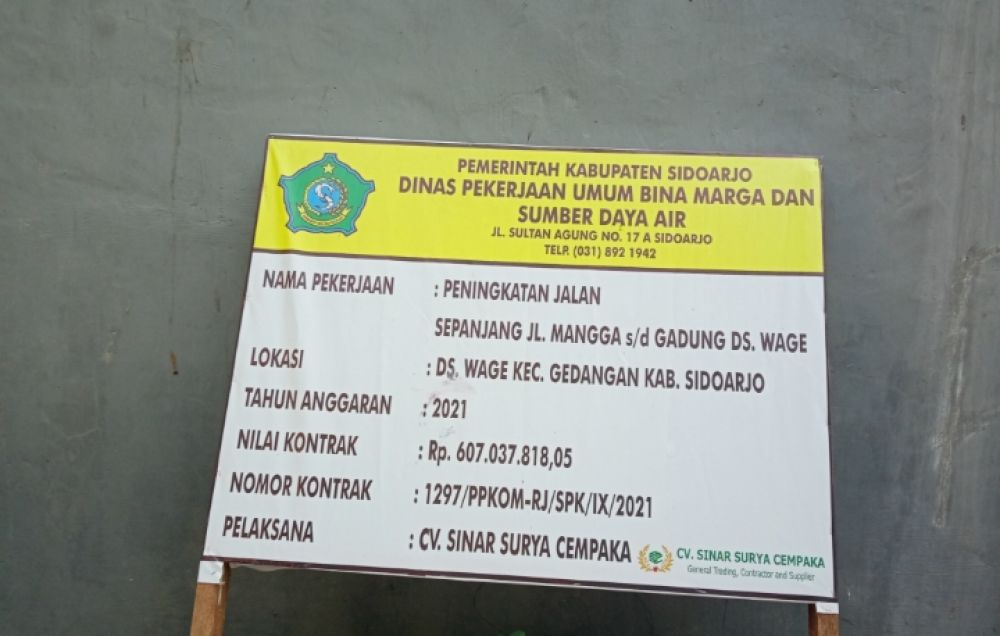 PEMERINTAH KABUPATEN SIDOARJO
DINAS PEKERJAAN UMUM BINA MARGA DAN
SUMBER DAYA AIR
JL. SULTAN AGUNG NO. 17 A SIDOARJO
TELP. (031) 892 1942
NAMA PEKERJAAN : PENINGKATAN JALAN
SEPANJANG JL. MANGGA s/d GADUNG DS. WAGE
LOKASI : DS. WAGE KEC. GEDANGAN KAB. SIDOARJO
TAHUN ANGGARAN : 2021
NILAI KONTRAK : Rp. 607.037.818,05
NOMOR KONTRAK : 1297/PPKOM-RJ/SPK/IX/2021
PELAKSANA : CV. SINAR SURYA CEMPAKA
CV. SINAR SURYA CEMPAKA
General Trading, Contractor and Supplier